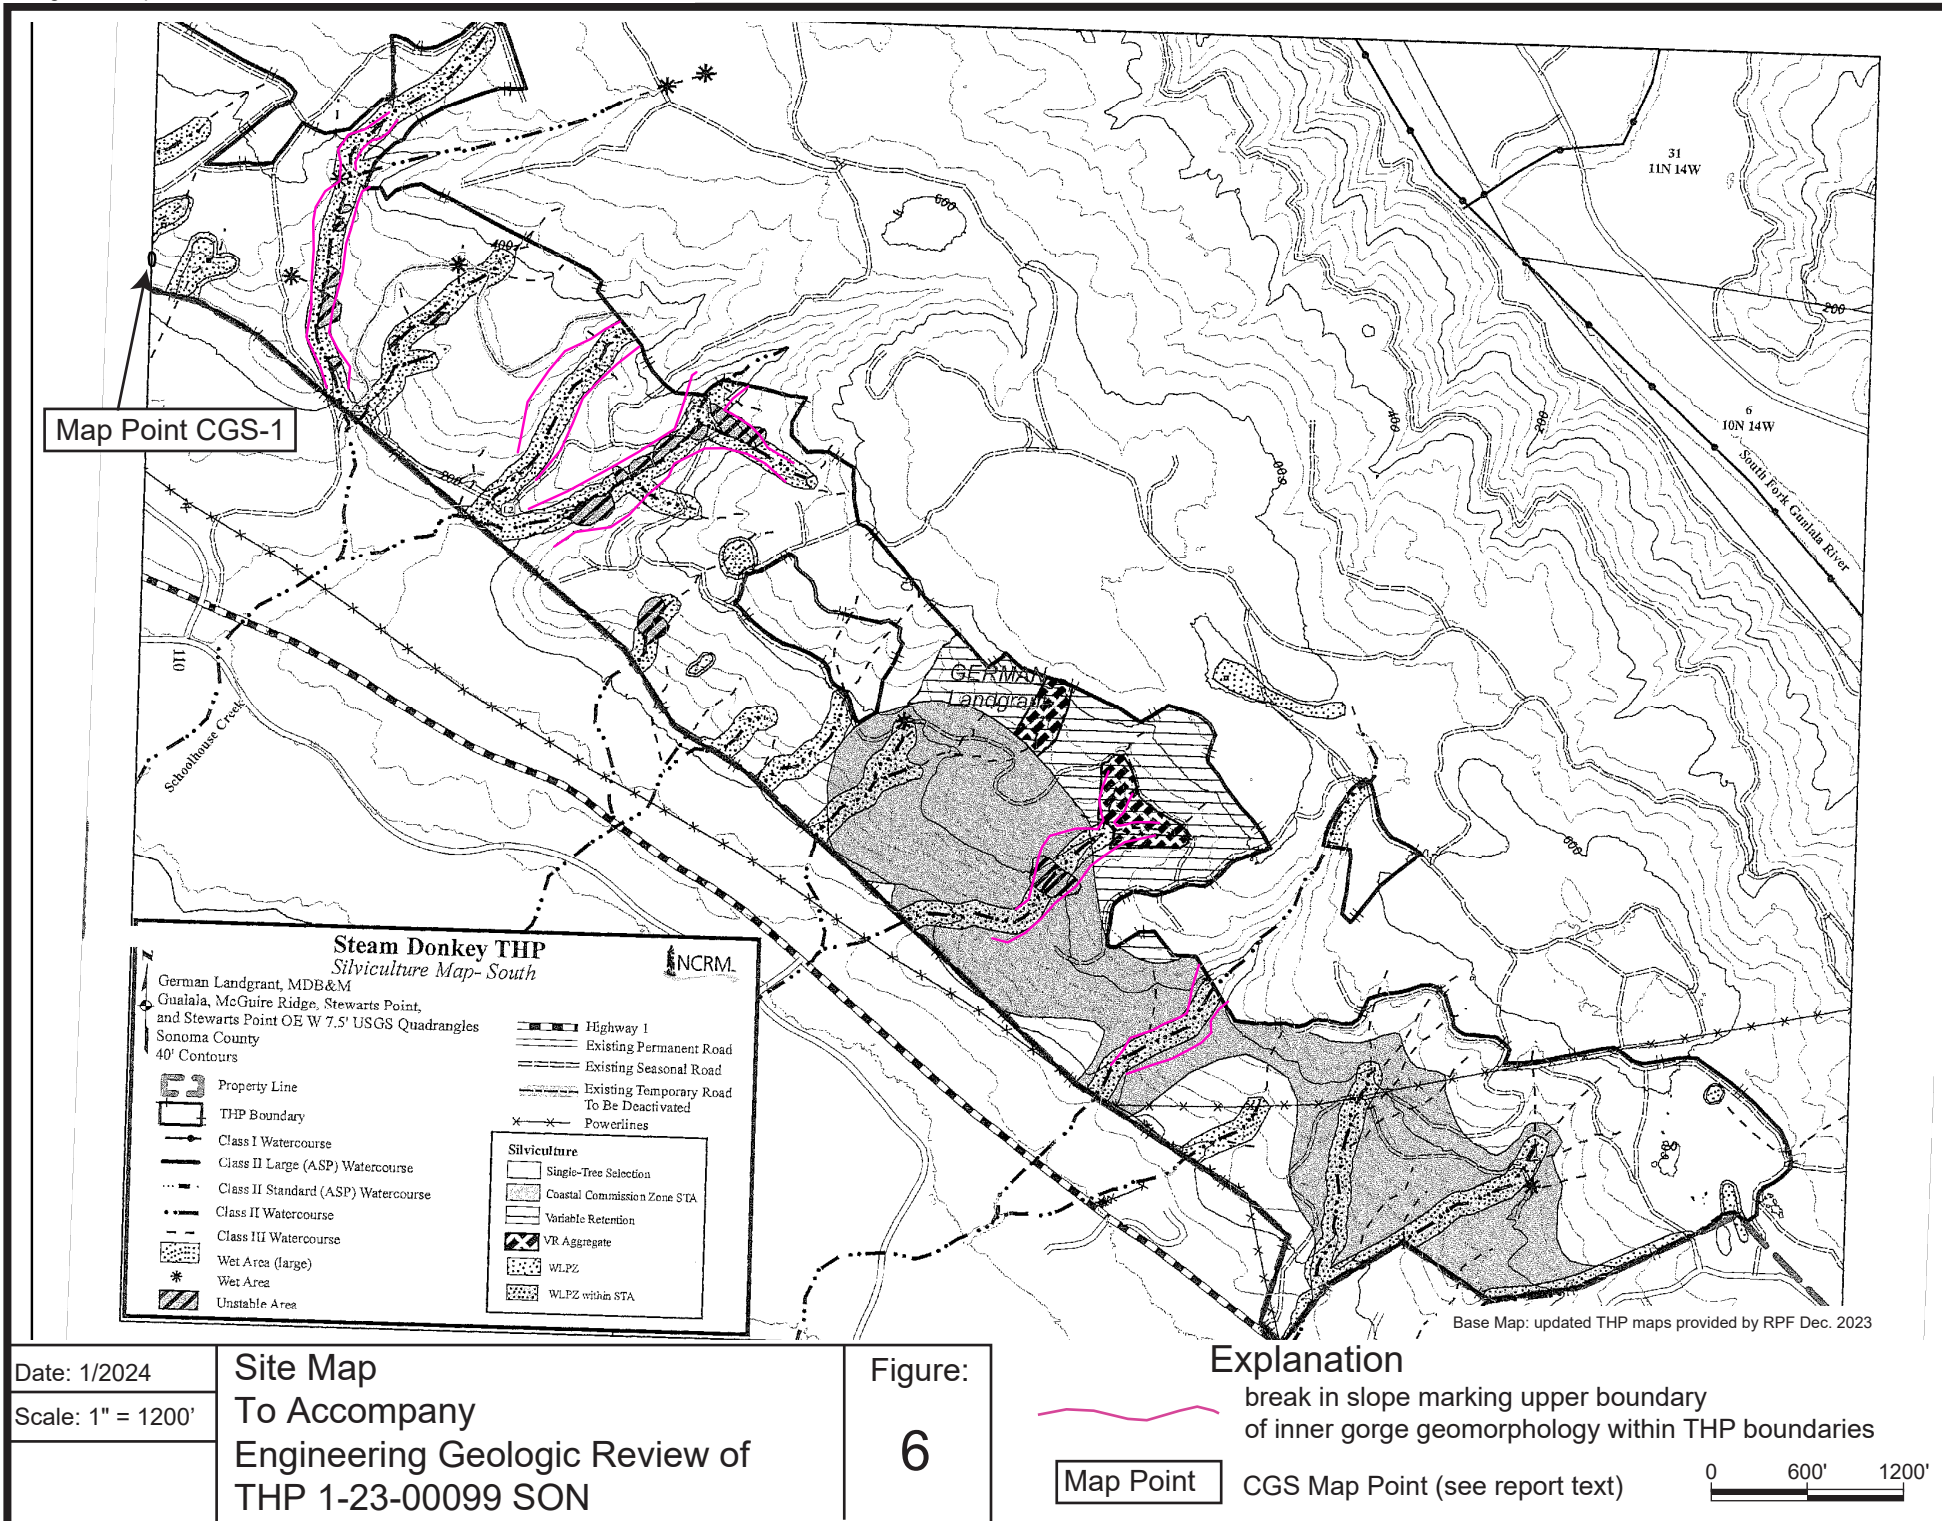 31
11N 14W
600
400
200
Map Point CGS-1
6
10N 14W
400
200
South Fork Gualala River
600
200
110
Schoolhouse Creek
GERMAN
Landgrant
600
Steam Donkey THP
Silviculture Map- South
NCRM
German Landgrant, MDB&M
Gualala, McGuire Ridge, Stewarts Point,
and Stewarts Point OE W 7.5' USGS Quadrangles
Sonoma County
40' Contours
Property Line
THP Boundary
Class I Watercourse
Class II Large (ASP) Watercourse
Class II Standard (ASP) Watercourse
Class II Watercourse
Class III Watercourse
Wet Area (large)
Wet Area
Unstable Area
Highway 1
Existing Permanent Road
Existing Seasonal Road
Existing Temporary Road
To Be Deactivated
Powerlines
Silviculture
Single-Tree Selection
Coastal Commission Zone STA
Variable Retention
VR Aggregate
WLPZ
WLPZ within STA
Base Map: updated THP maps provided by RPF Dec. 2023
Date: 1/2024
Scale: 1" = 1200'
Site Map
To Accompany
Engineering Geologic Review of
THP 1-23-00099 SON
Figure:
6
Explanation
break in slope marking upper boundary
of inner gorge geomorphology within THP boundaries
Map Point
CGS Map Point (see report text)
0 600' 1200'